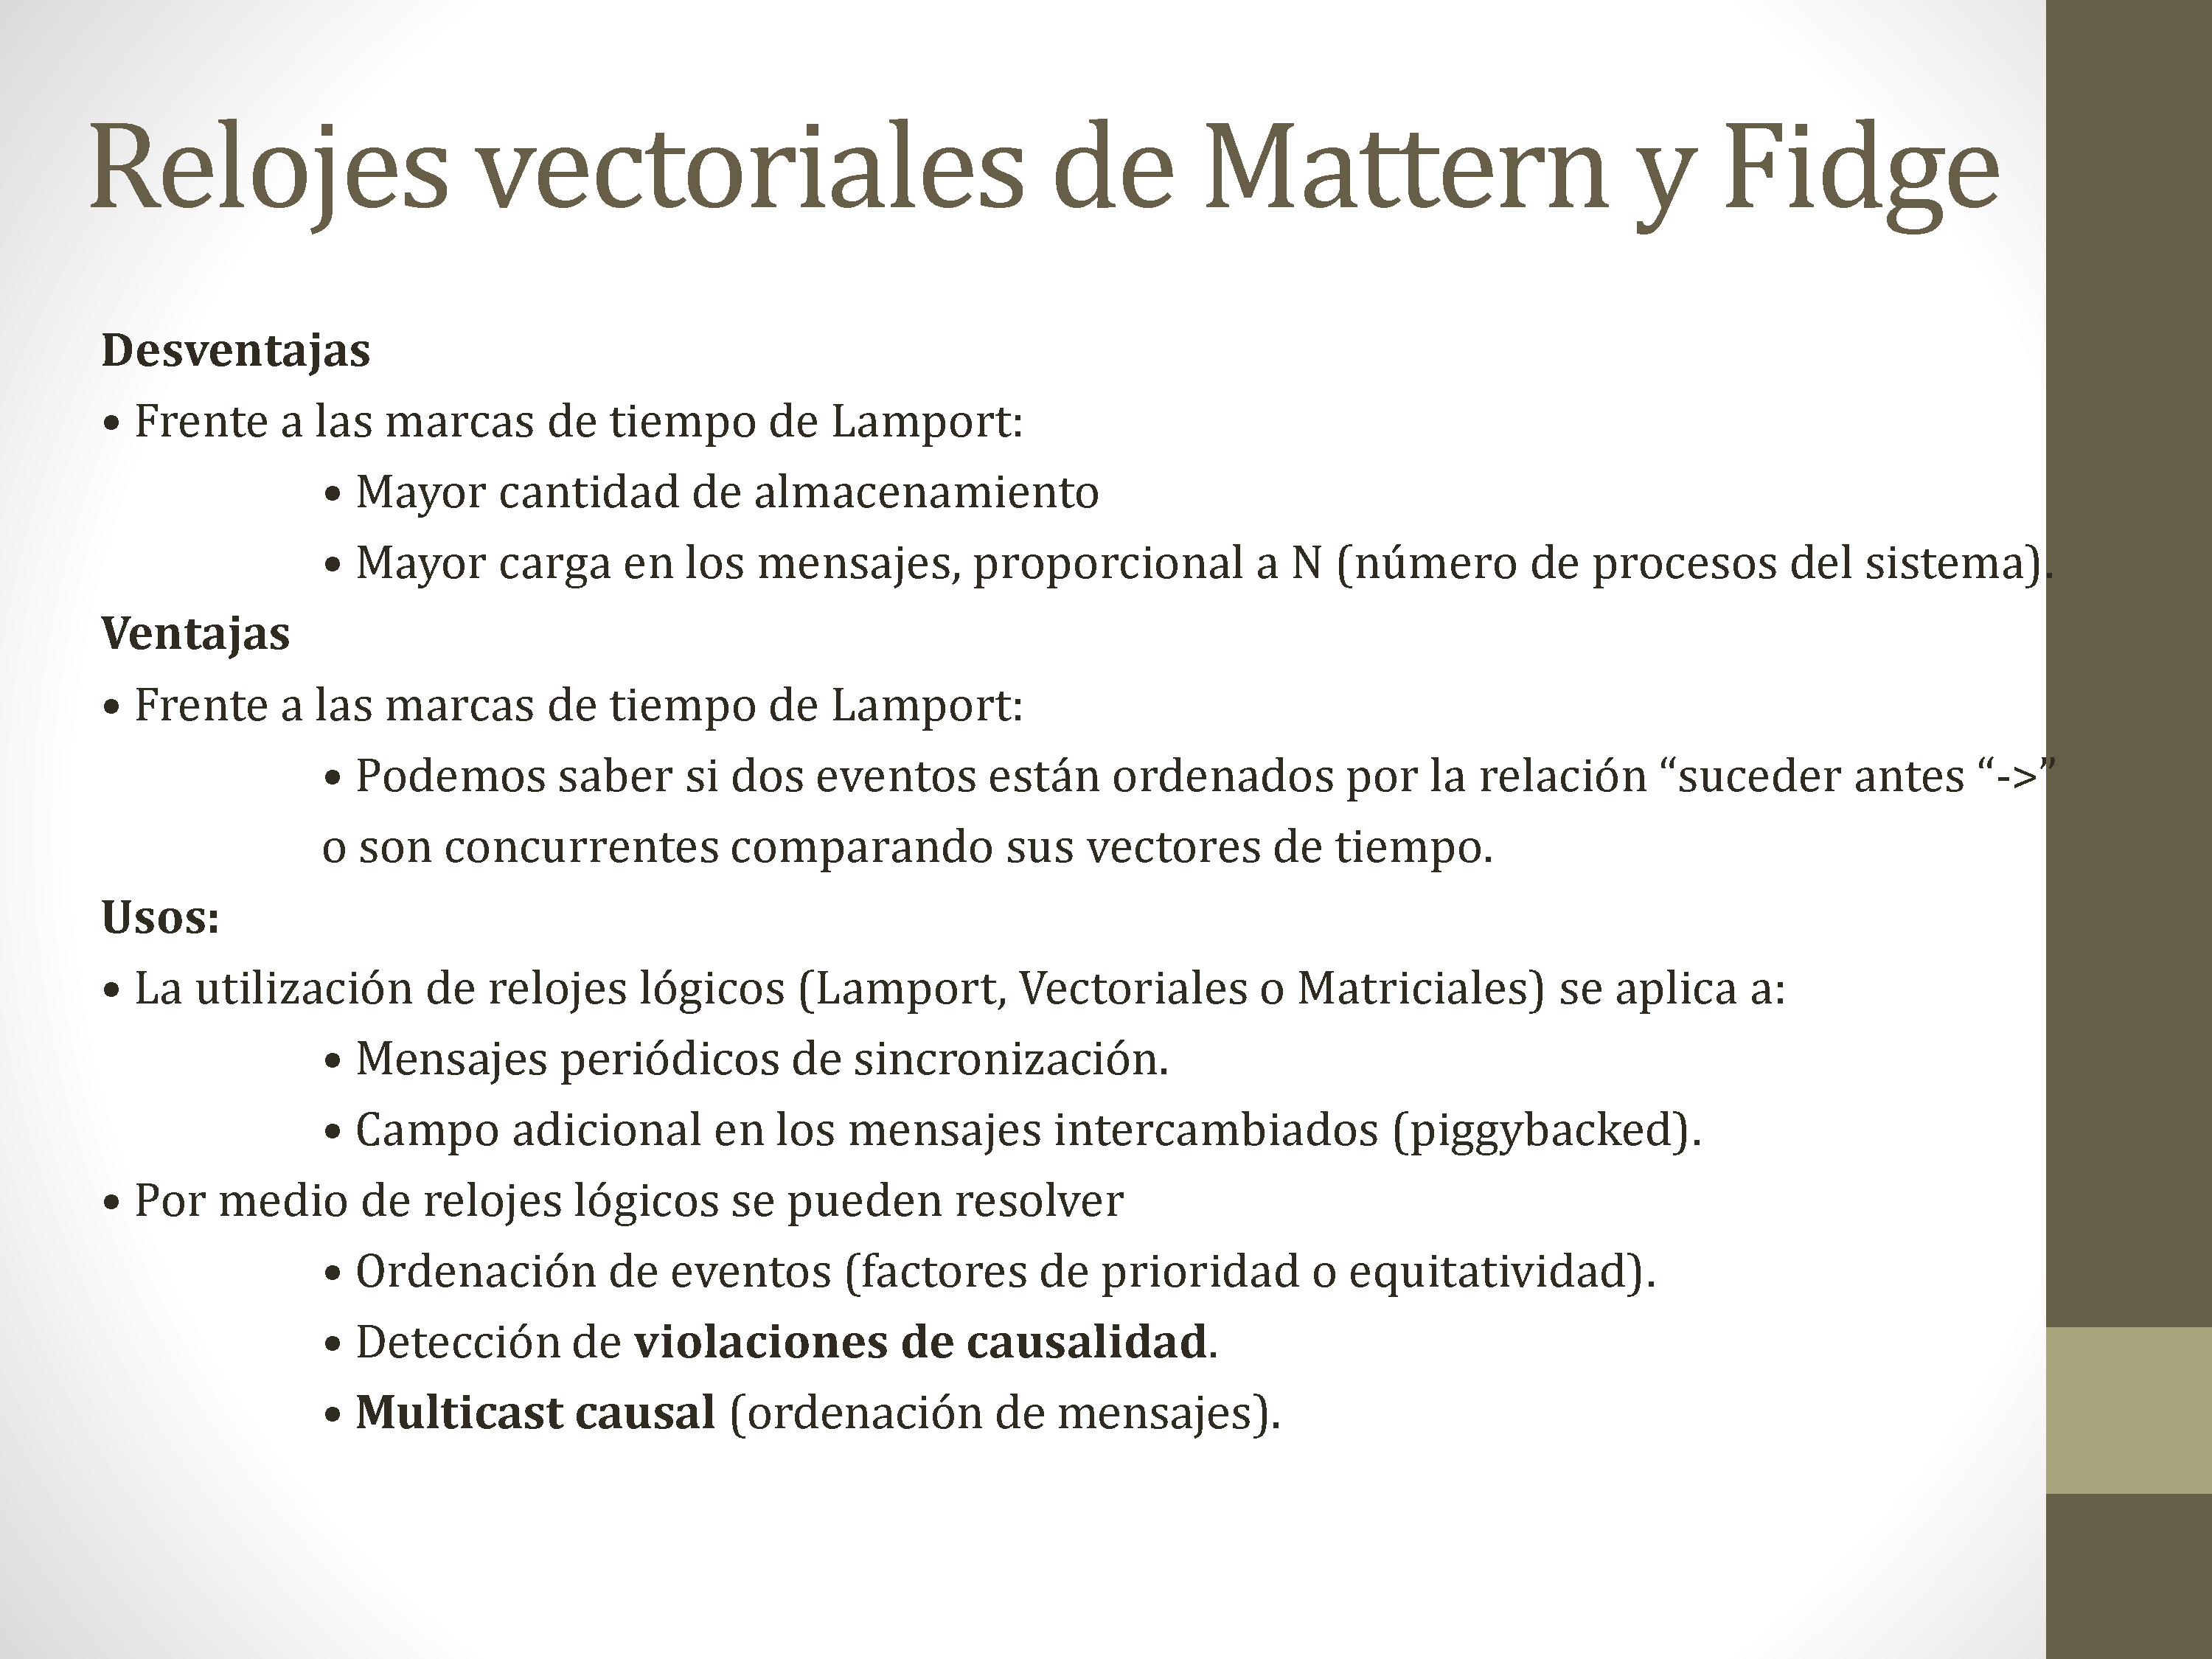 Relojes vectoriales de Mattern y Fidge
Desventajas
• Frente a las marcas de tiempo de Lamport:
• Mayor cantidad de almacenamiento
• Mayor carga en los mensajes, proporcional a N (número de procesos del sistema).
Ventajas
• Frente a las marcas de tiempo de Lamport:
• Podemos saber si dos eventos están ordenados por la relación “suceder antes “->”
o son concurrentes comparando sus vectores de tiempo.
Usos:
• La utilización de relojes lógicos (Lamport, Vectoriales o Matriciales) se aplica a:
• Mensajes periódicos de sincronización.
• Campo adicional en los mensajes intercambiados (piggybacked).
• Por medio de relojes lógicos se pueden resolver
• Ordenación de eventos (factores de prioridad o equitatividad).
• Detección de violaciones de causalidad.
• Multicast causal (ordenación de mensajes).